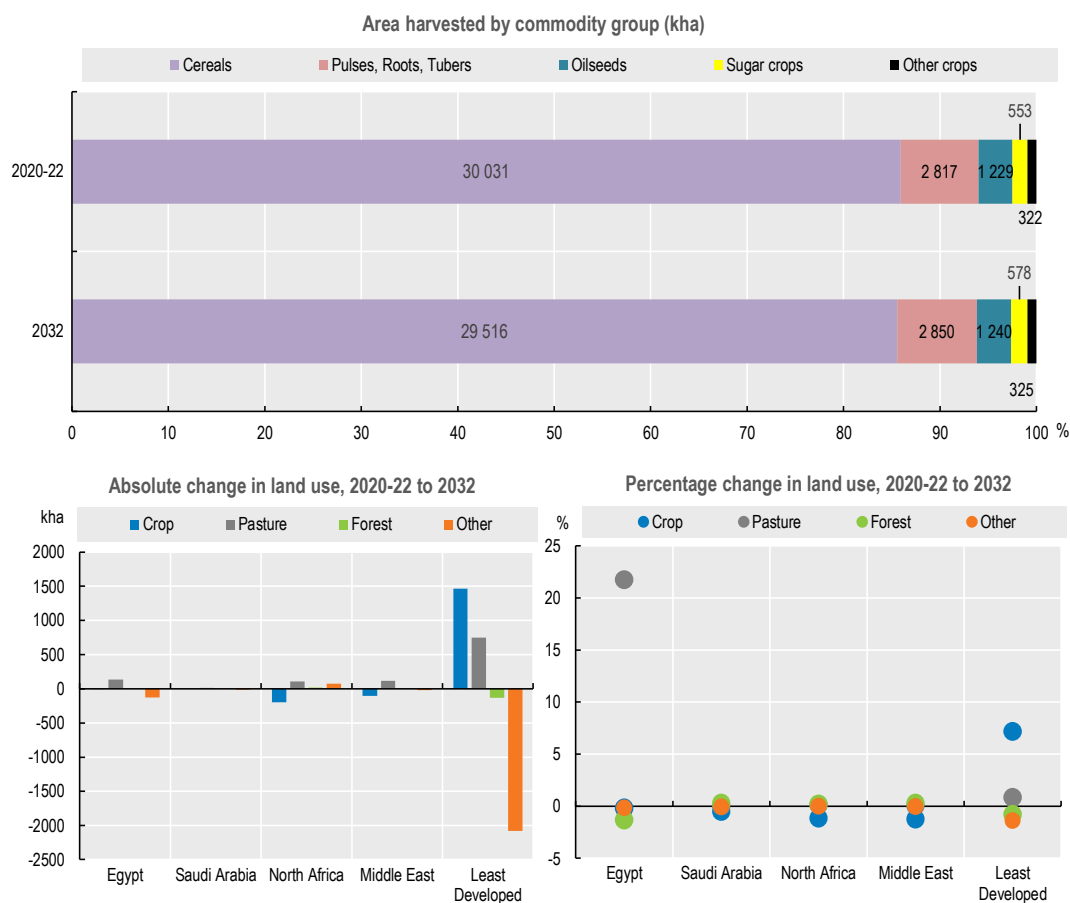 Area harvested by commodity group (kha)
Cereals Pulses, Roots, Tubers Oilseeds Sugar crops Other crops
553
2020-22 30 031 2 817 1 229
322
578
2032 29 516 2 850 1 240
325
0 10 20 30 40 50 60 70 80 90 100 %
Absolute change in land use, 2020-22 to 2032
kha
Crop Pasture Forest Other
2000
1500
1000
500
0
-500
-1000
-1500
-2000
-2500
Egypt Saudi Arabia North Africa Middle East Least
Developed
Percentage change in land use, 2020-22 to 2032
%
Crop Pasture Forest Other
25
20
15
10
5
0
-5
Egypt Saudi Arabia North Africa Middle East Least
Developed